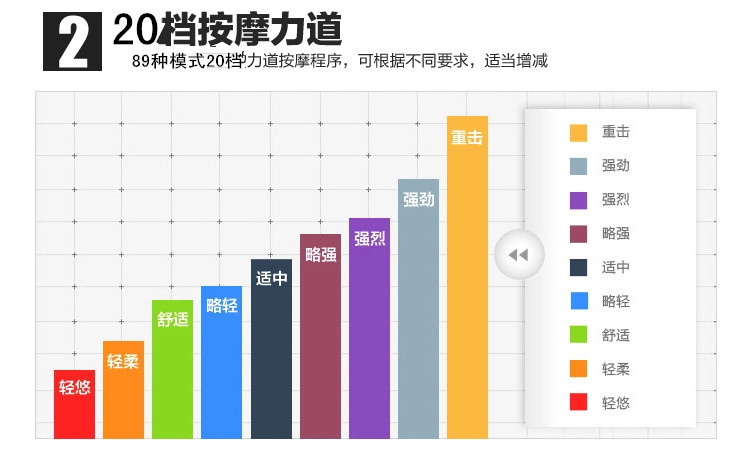 2
20档按摩力道
89种模式20档力道按摩程序，可根据不同要求，适当增减
轻悠
轻柔
舒适
略轻
适中
略强
强烈
强劲
重击
重击
强劲
强烈
略强
适中
略轻
舒适
轻柔
轻悠